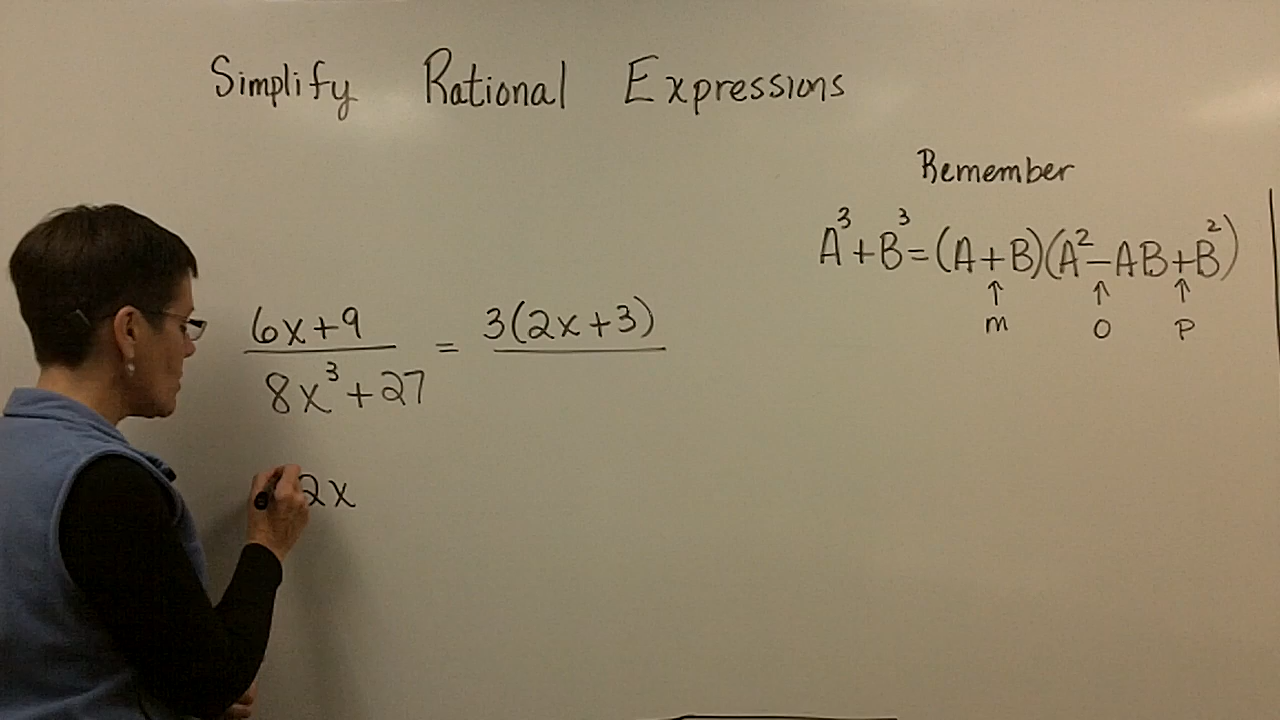 Simplify Rational Expressions
Remember
A³+B³=(A+B)(A²−AB+B²)
↑ ↑ ↑
m O P
6x+9 = 3(2x+3)
8x³+27
2x